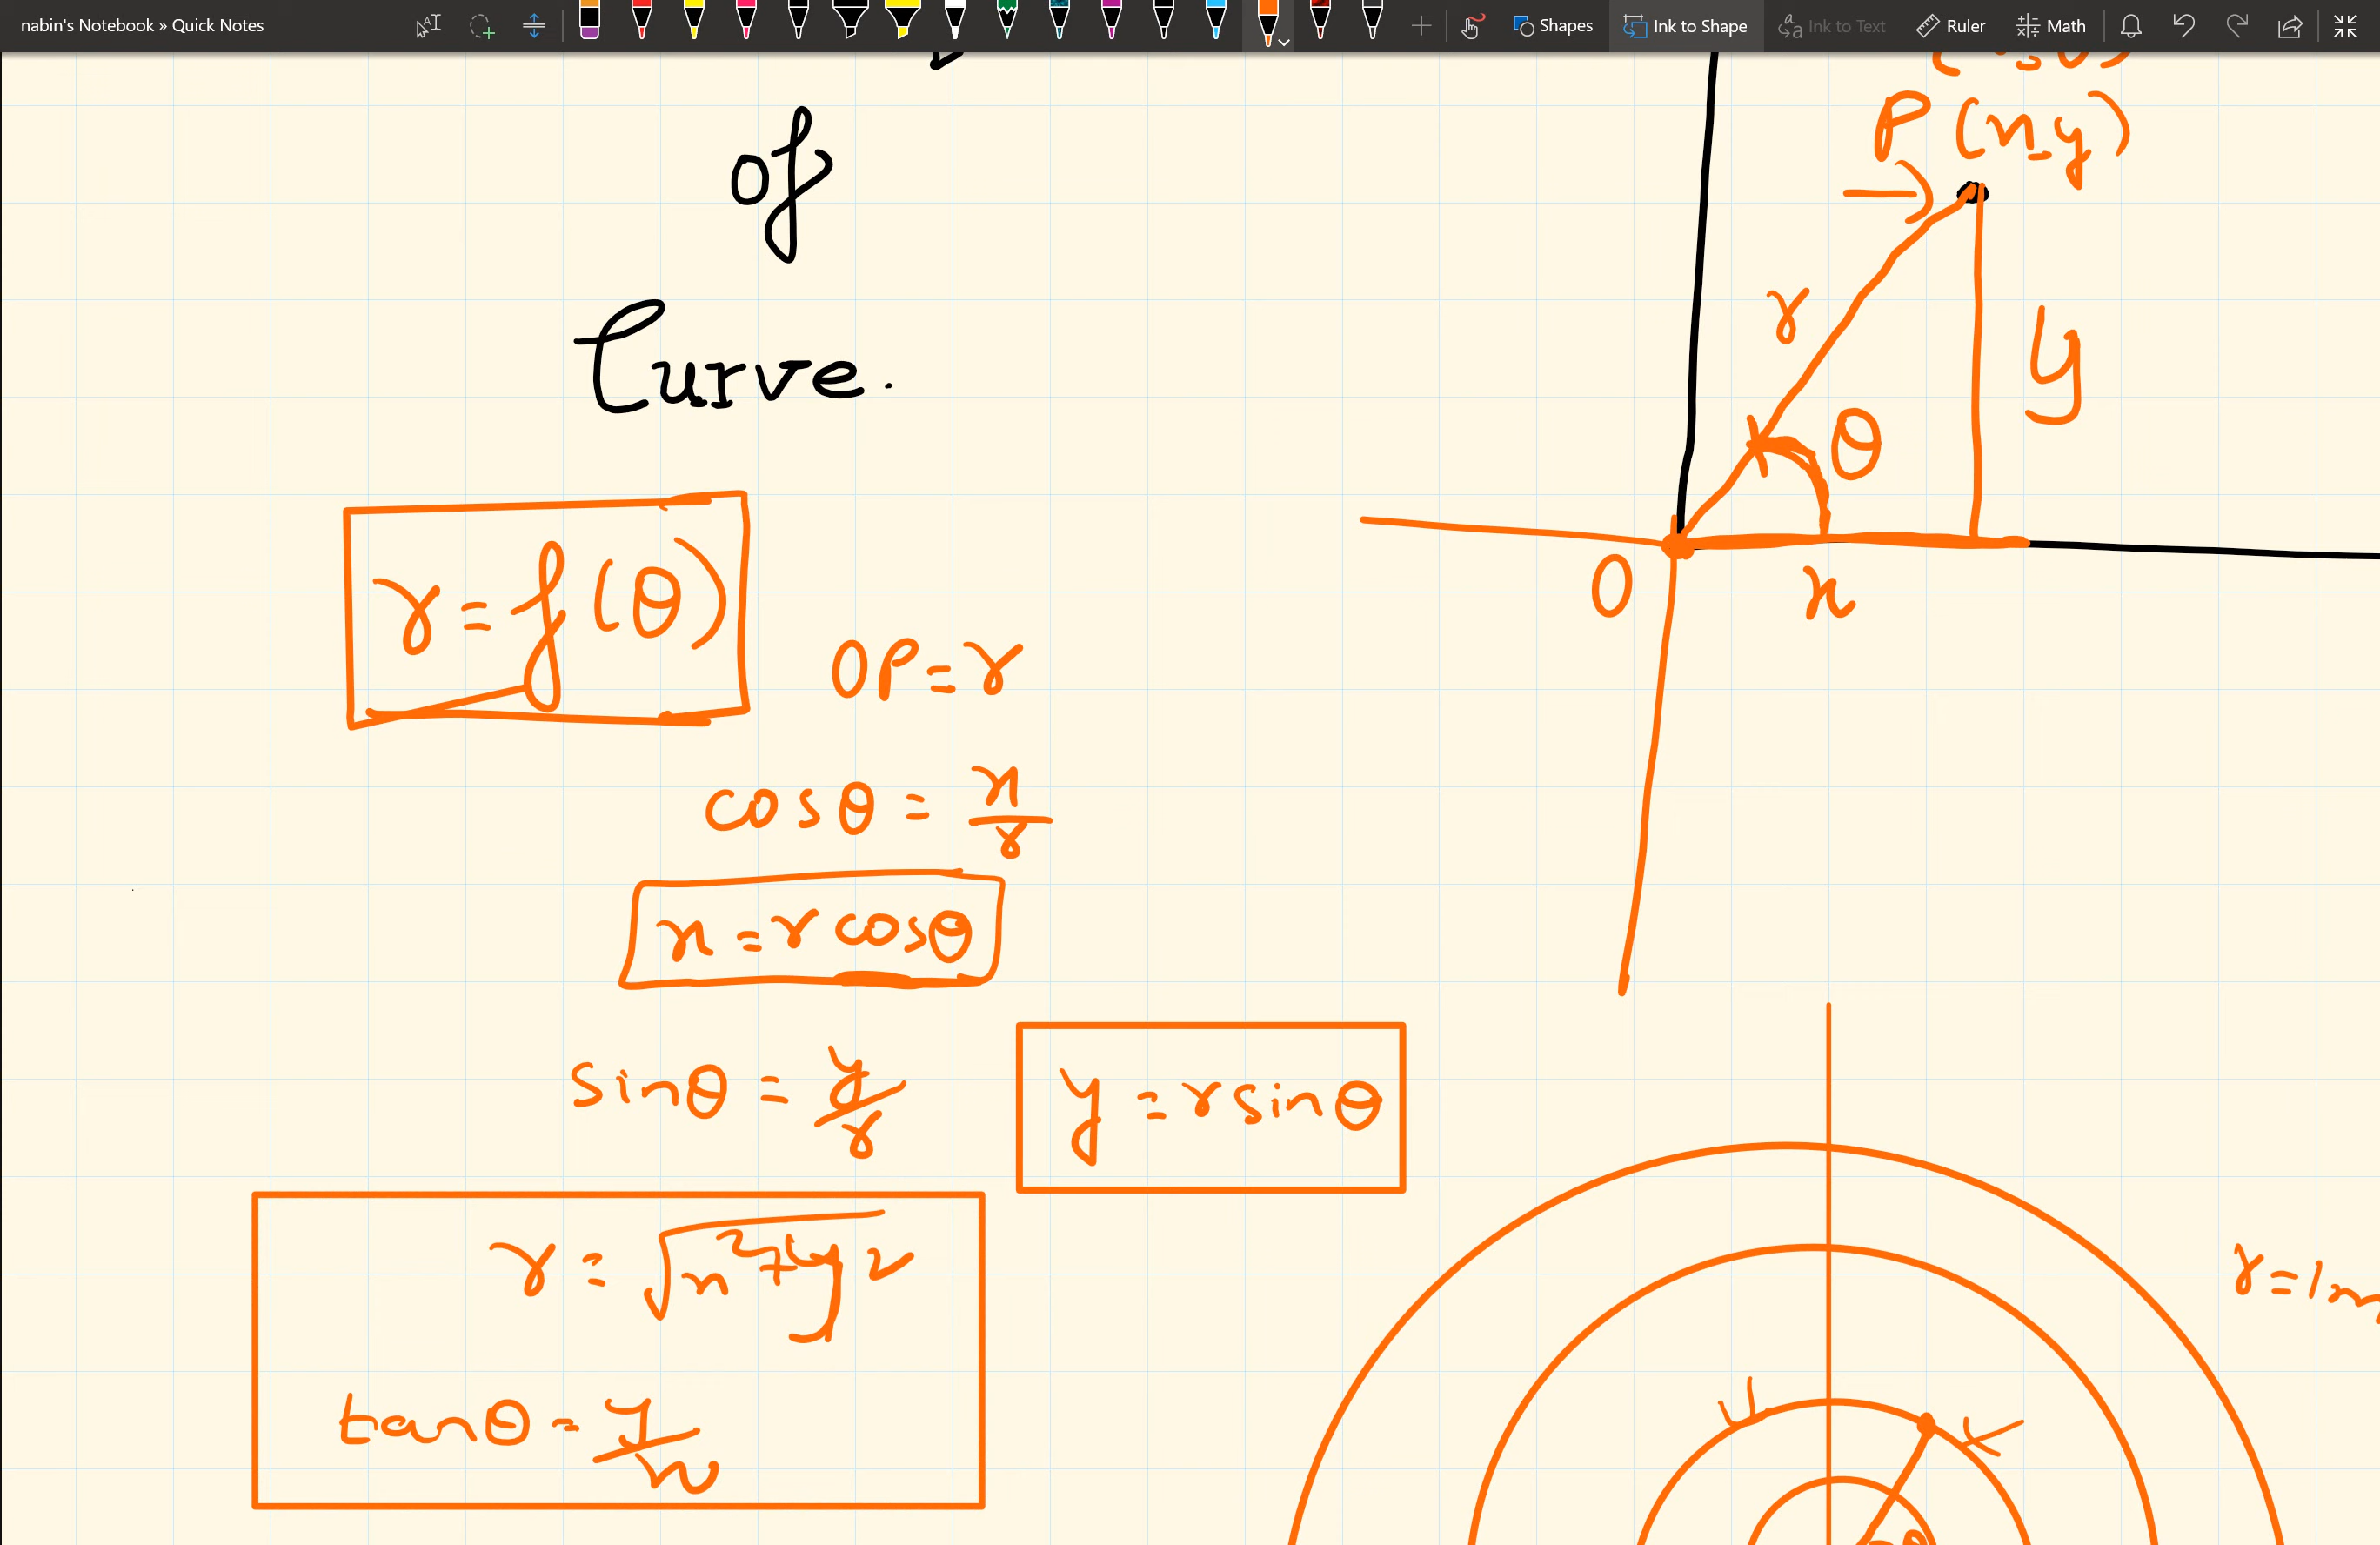 nabin's Notebook » Quick Notes
Shapes
Ink to Shape
Ink to Text
Ruler
Math
of
Curve.
P (x, y)
r
θ
y
O
x
r = f(θ)
OP = r
cos θ = x/r
x = r cos θ
sin θ = y/r
y = r sin θ
r = √x² + y²
tan θ = y/x
r = 1